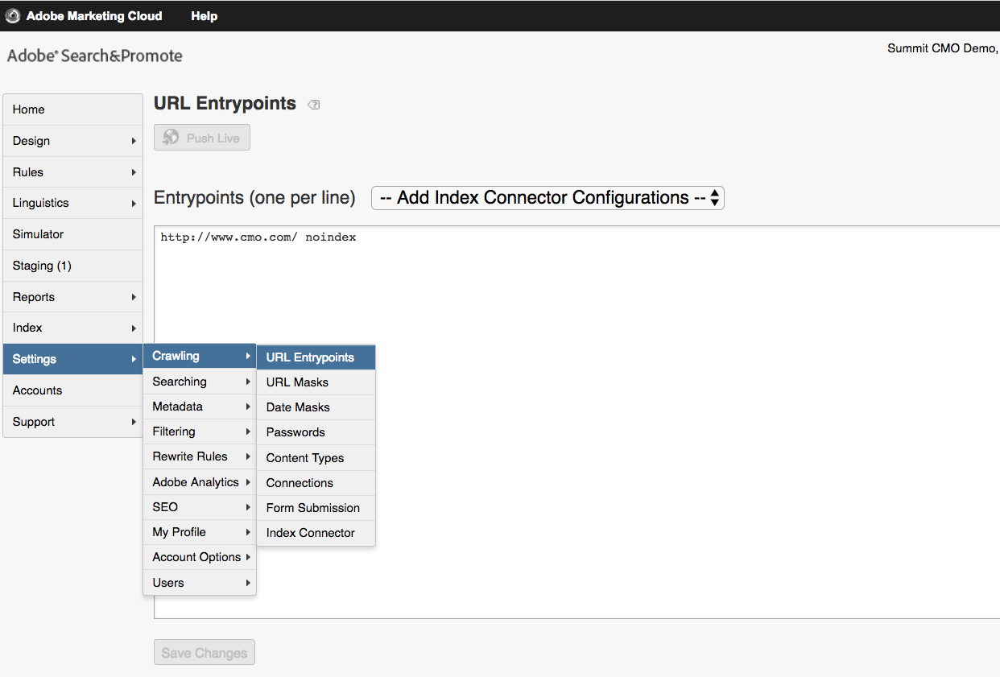 Adobe Marketing Cloud Help
Adobe® Search&Promote
Summit CMO Demo,
Home
Design
Rules
Linguistics
Simulator
Staging (1)
Reports
Index
Settings
Accounts
Support
URL Entrypoints ?
Push Live
Entrypoints (one per line) -- Add Index Connector Configurations --
http://www.cmo.com/ noindex
Crawling
Searching
Metadata
Filtering
Rewrite Rules
Adobe Analytics
SEO
My Profile
Account Options
Users
URL Entrypoints
URL Masks
Date Masks
Passwords
Content Types
Connections
Form Submission
Index Connector
Save Changes